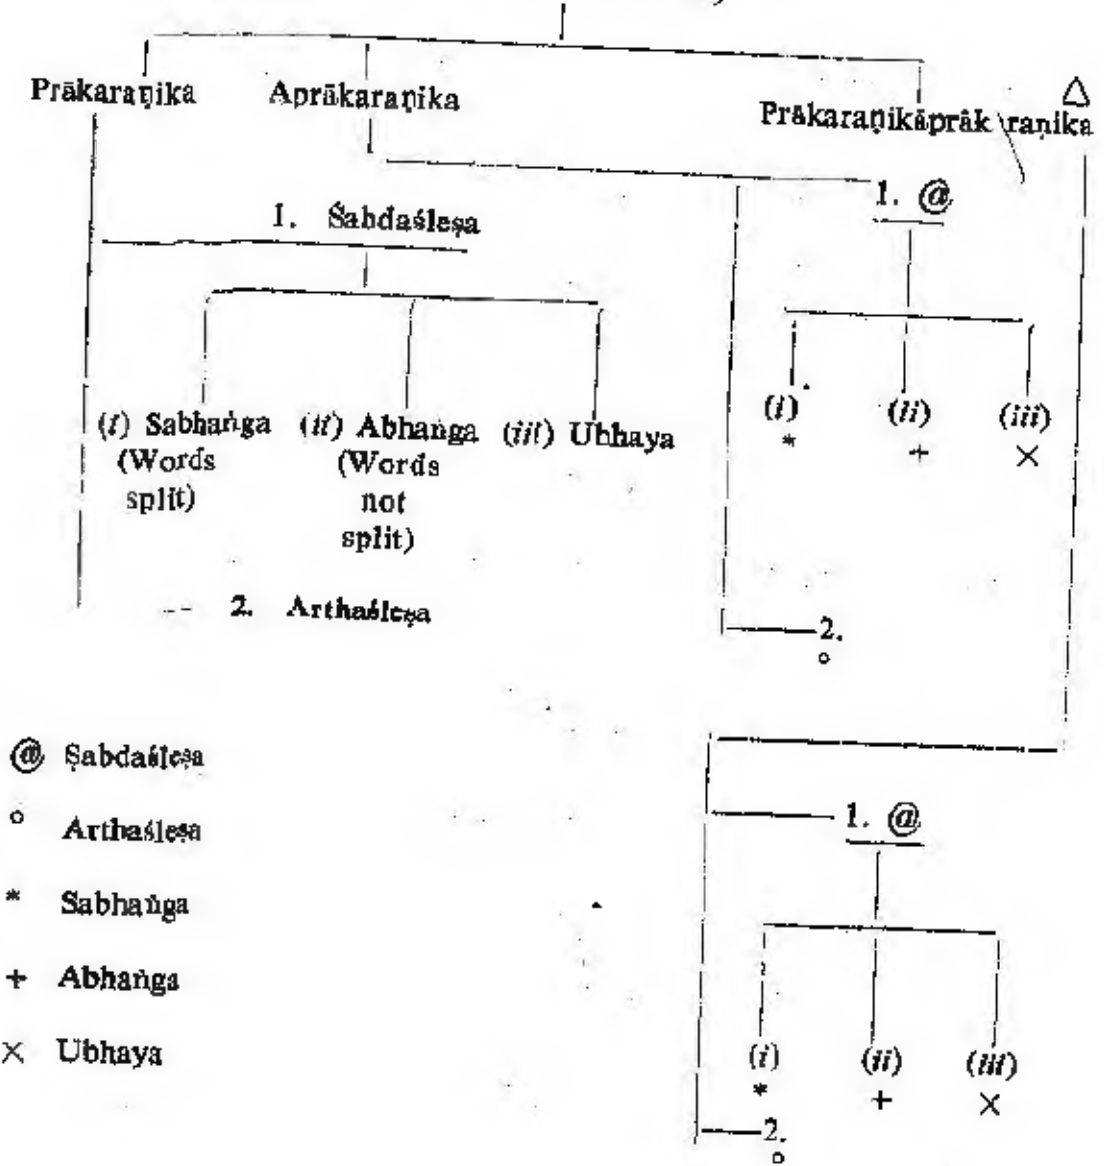 Prākaraṇika Aprākaraṇika Prākaraṇikāprāk raṇika △
1. @
1. Śabdaśleṣa
(i) Sabhaṅga (ii) Abhaṅga (iii) Ubhaya
(Words (Words
split) not
split)
(i) (ii) (iii)
* + ×
2. Arthaśleṣa
2.
°
@ Śabdaśleṣa
° Arthaśleṣa
* Sabhaṅga
+ Abhaṅga
× Ubhaya
1. @
(i) (ii) (iii)
* + ×
2.
°